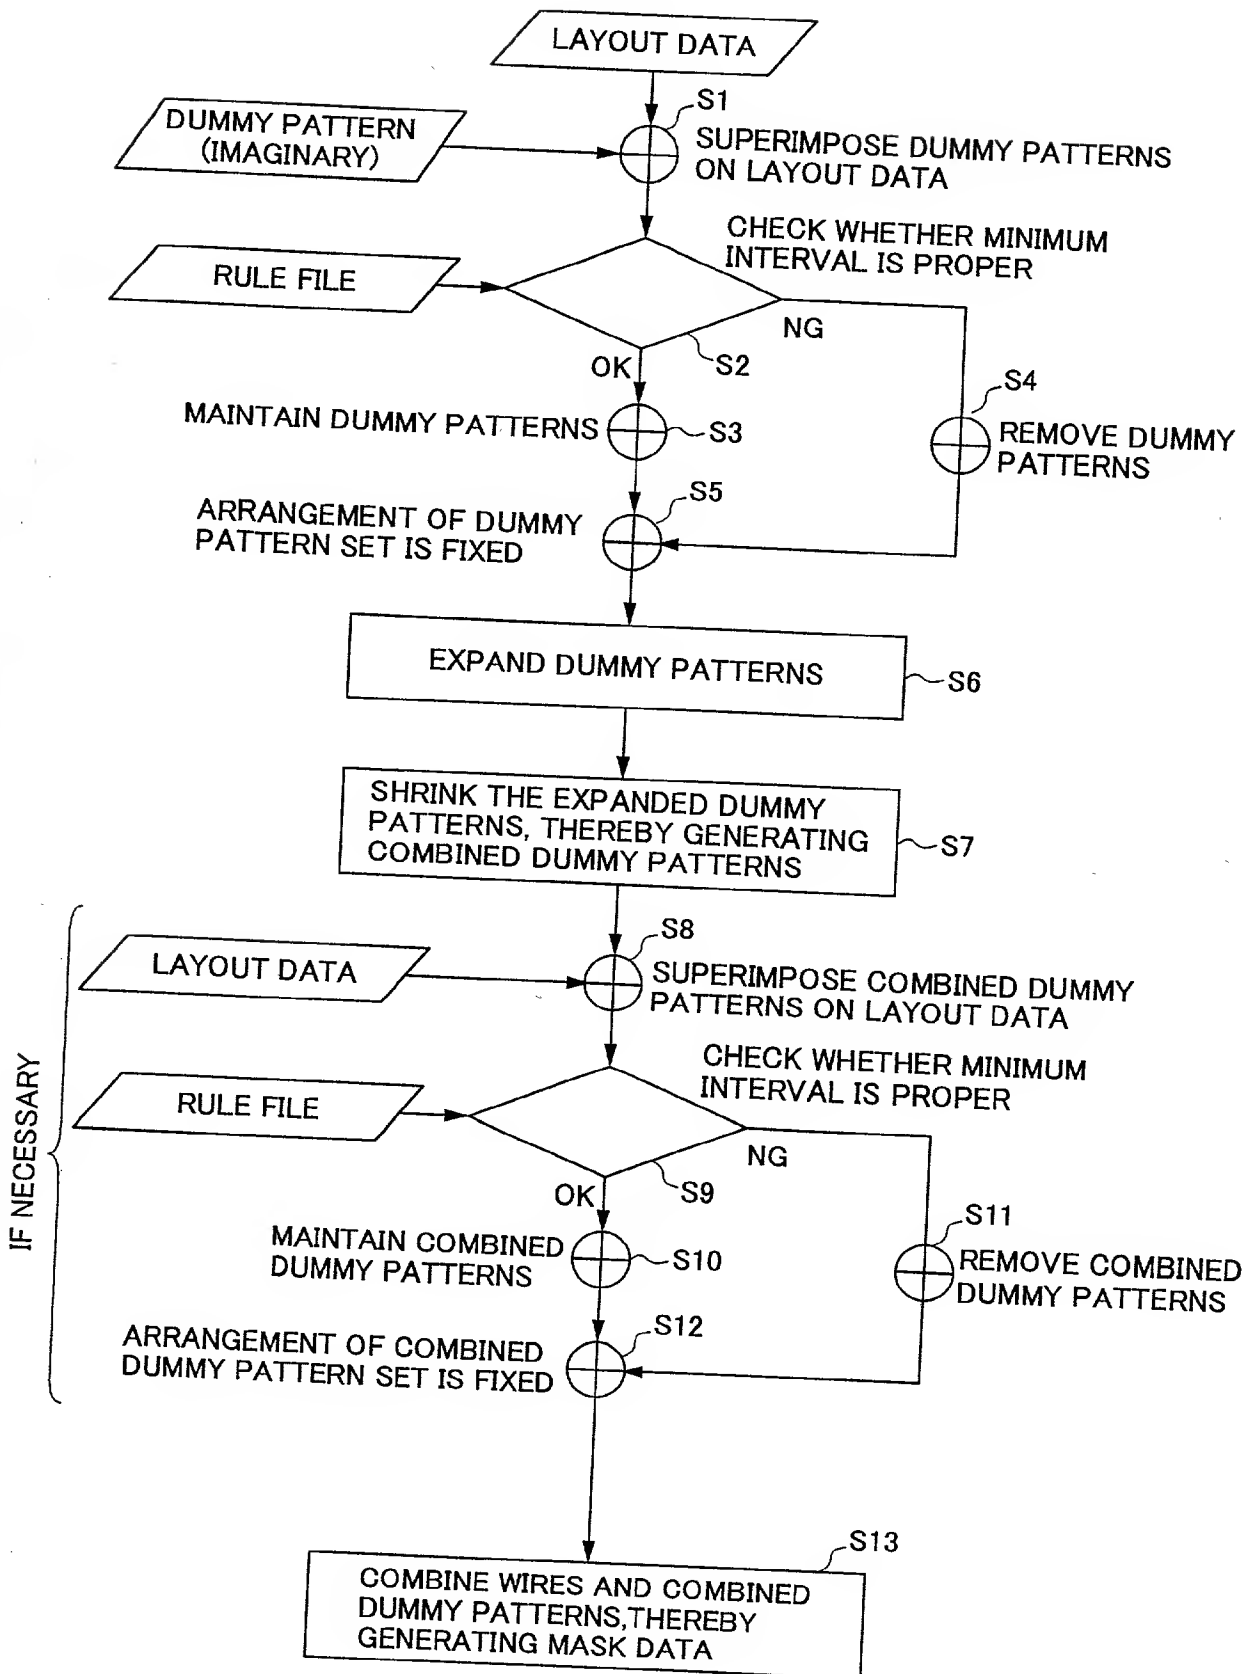 LAYOUT DATA
S1
DUMMY PATTERN
(IMAGINARY)
SUPERIMPOSE DUMMY PATTERNS
ON LAYOUT DATA
CHECK WHETHER MINIMUM
INTERVAL IS PROPER
RULE FILE
NG
S2
OK
S4
MAINTAIN DUMMY PATTERNS
S3
REMOVE DUMMY
PATTERNS
S5
ARRANGEMENT OF DUMMY
PATTERN SET IS FIXED
EXPAND DUMMY PATTERNS
S6
SHRINK THE EXPANDED DUMMY
PATTERNS, THEREBY GENERATING
COMBINED DUMMY PATTERNS
S7
S8
LAYOUT DATA
SUPERIMPOSE COMBINED DUMMY
PATTERNS ON LAYOUT DATA
CHECK WHETHER MINIMUM
INTERVAL IS PROPER
IF NECESSARY
RULE FILE
NG
S9
OK
S11
MAINTAIN COMBINED
DUMMY PATTERNS
S10
REMOVE COMBINED
DUMMY PATTERNS
S12
ARRANGEMENT OF COMBINED
DUMMY PATTERN SET IS FIXED
S13
COMBINE WIRES AND COMBINED
DUMMY PATTERNS,THEREBY
GENERATING MASK DATA